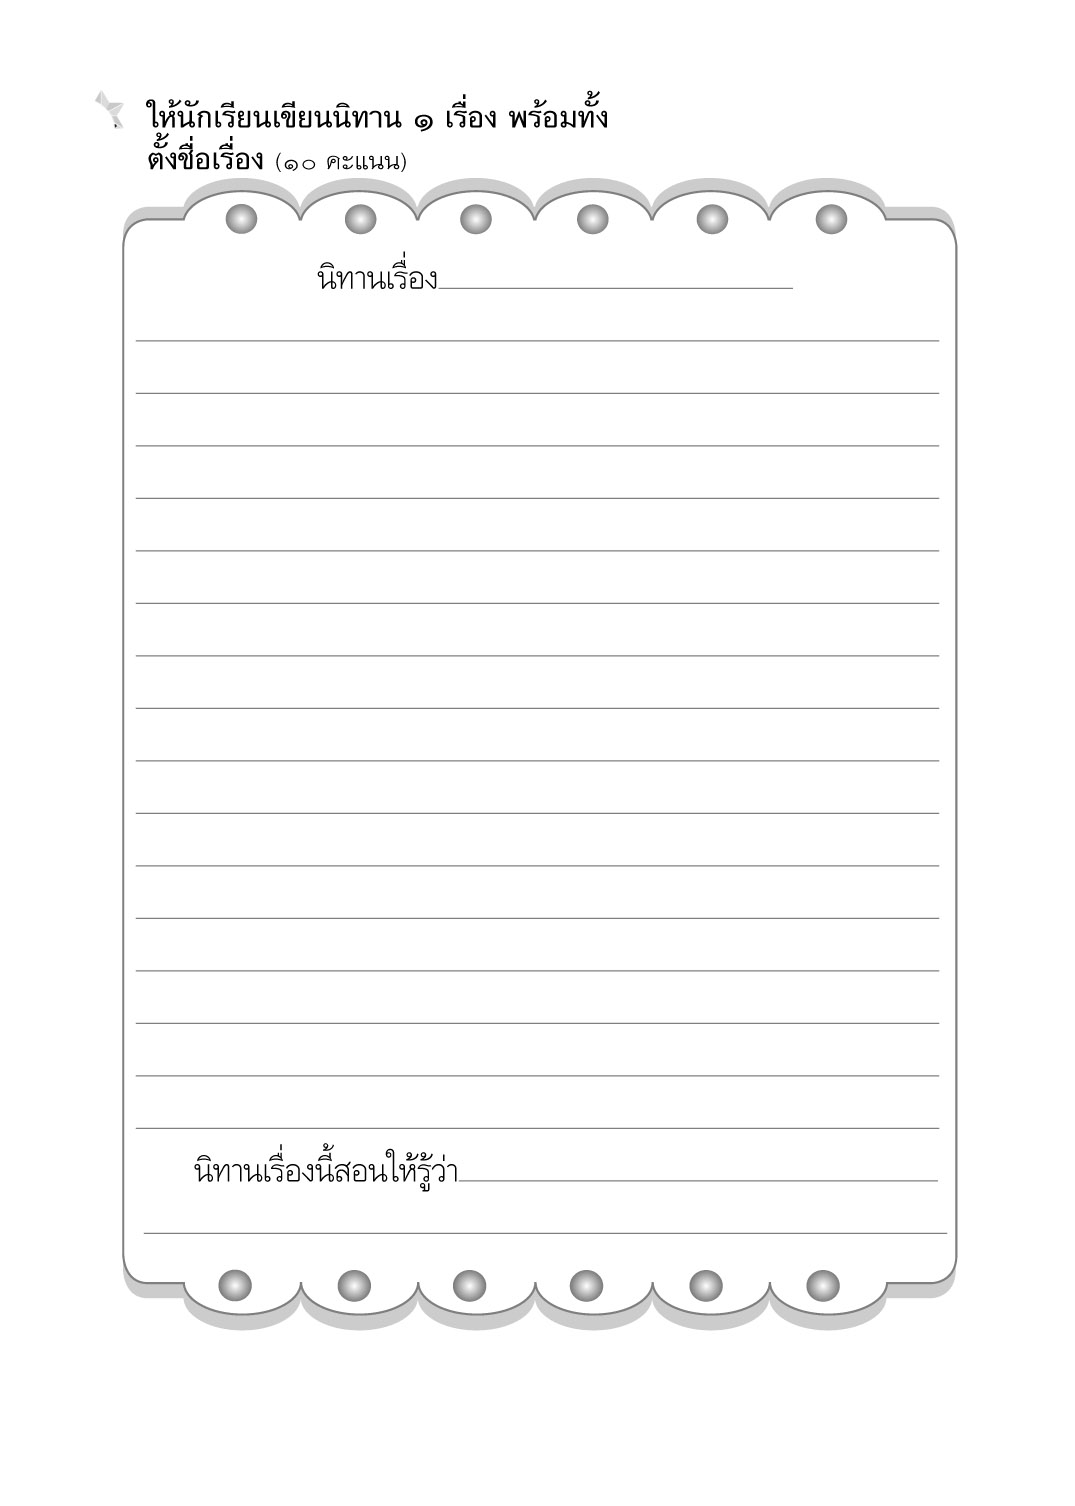 ให้นักเรียนเขียนนิทาน ๑ เรื่อง พร้อมทั้ง
ตั้งชื่อเรื่อง (๑๐ คะแนน)
นิทานเรื่อง
นิทานเรื่องนี้สอนให้รู้ว่า